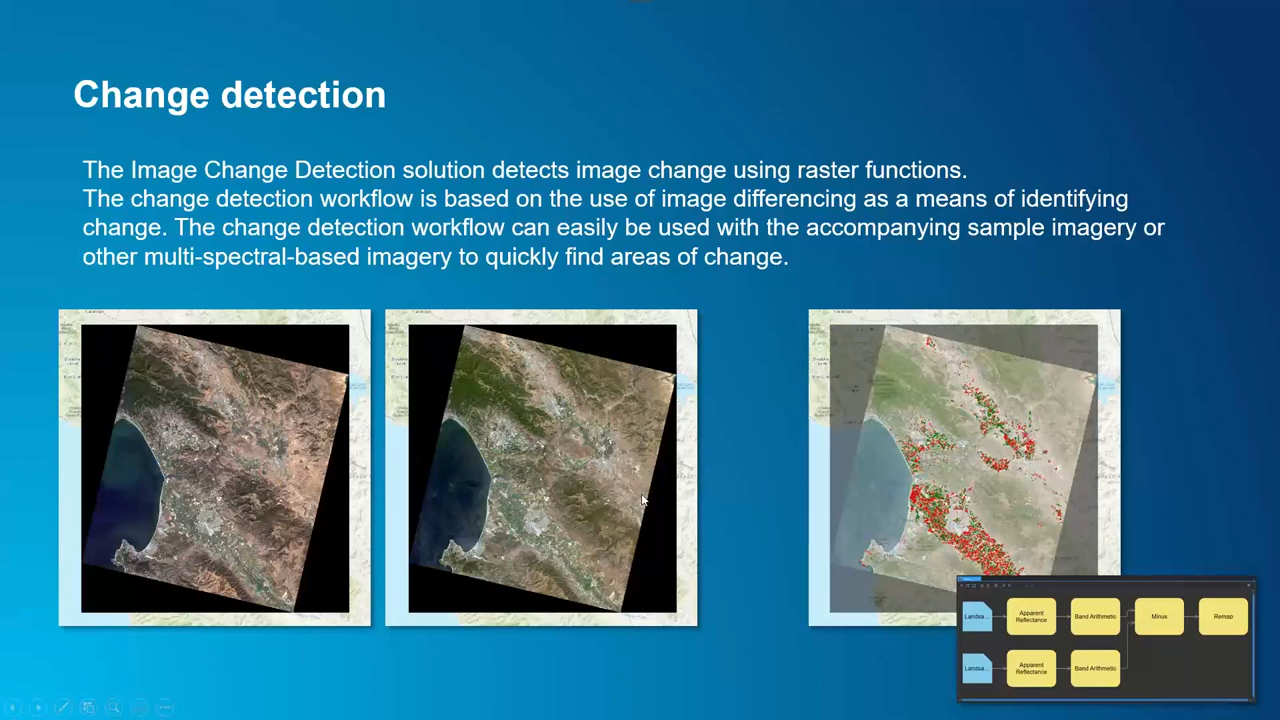 Change detection
The Image Change Detection solution detects image change using raster functions.
The change detection workflow is based on the use of image differencing as a means of identifying
change. The change detection workflow can easily be used with the accompanying sample imagery or
other multi-spectral-based imagery to quickly find areas of change.
Landsa...
Apparent
Reflectance
Band Arithmetic
Minus
Remap
Landsa...
Apparent
Reflectance
Band Arithmetic